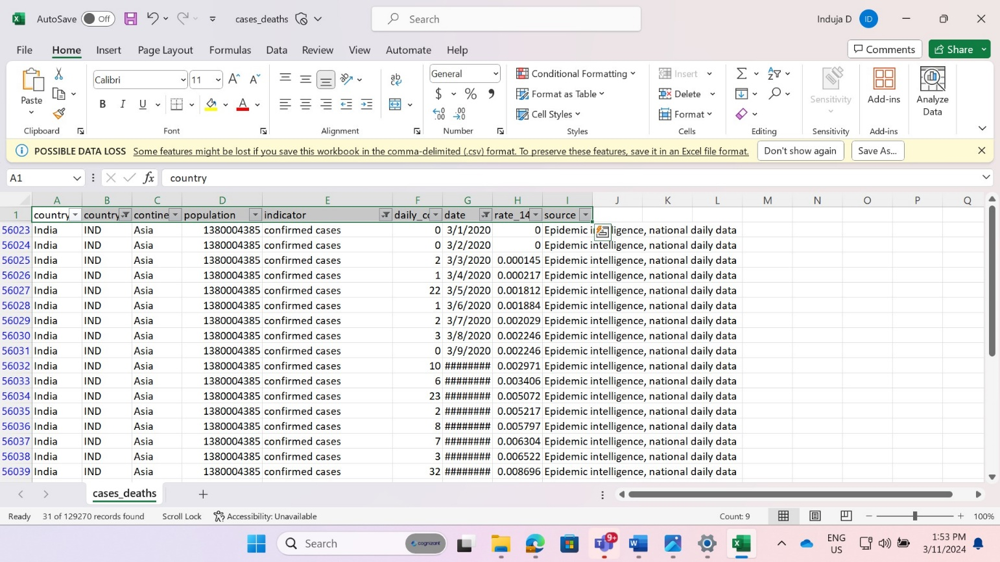 AutoSave Off cases_deaths Search Induja D ID
File Home Insert Page Layout Formulas Data Review View Automate Help Comments Share
Paste Calibri 11 A A B I U A ab General $ % , Conditional Formatting Format as Table Cell Styles Insert Delete Format Σ Sensitivity Add-ins Analyze Data
Clipboard Font Alignment Number Styles Cells Editing Sensitivity Add-ins
POSSIBLE DATA LOSS Some features might be lost if you save this workbook in the comma-delimited (.csv) format. To preserve these features, save it in an Excel file format. Don't show again Save As...
A1 fx country
A B C D E F G H I J K L M N O P Q
1 country country contine population indicator daily_co date rate_14 source
56023 India IND Asia 1380004385 confirmed cases 0 3/1/2020 0 Epidemic intelligence, national daily data
56024 India IND Asia 1380004385 confirmed cases 0 3/2/2020 0 Epidemic intelligence, national daily data
56025 India IND Asia 1380004385 confirmed cases 2 3/3/2020 0.000145 Epidemic intelligence, national daily data
56026 India IND Asia 1380004385 confirmed cases 1 3/4/2020 0.000217 Epidemic intelligence, national daily data
56027 India IND Asia 1380004385 confirmed cases 22 3/5/2020 0.001812 Epidemic intelligence, national daily data
56028 India IND Asia 1380004385 confirmed cases 1 3/6/2020 0.001884 Epidemic intelligence, national daily data
56029 India IND Asia 1380004385 confirmed cases 2 3/7/2020 0.002029 Epidemic intelligence, national daily data
56030 India IND Asia 1380004385 confirmed cases 3 3/8/2020 0.002246 Epidemic intelligence, national daily data
56031 India IND Asia 1380004385 confirmed cases 0 3/9/2020 0.002246 Epidemic intelligence, national daily data
56032 India IND Asia 1380004385 confirmed cases 10 ######## 0.002971 Epidemic intelligence, national daily data
56033 India IND Asia 1380004385 confirmed cases 6 ######## 0.003406 Epidemic intelligence, national daily data
56034 India IND Asia 1380004385 confirmed cases 23 ######## 0.005072 Epidemic intelligence, national daily data
56035 India IND Asia 1380004385 confirmed cases 2 ######## 0.005217 Epidemic intelligence, national daily data
56036 India IND Asia 1380004385 confirmed cases 8 ######## 0.005797 Epidemic intelligence, national daily data
56037 India IND Asia 1380004385 confirmed cases 7 ######## 0.006304 Epidemic intelligence, national daily data
56038 India IND Asia 1380004385 confirmed cases 3 ######## 0.006522 Epidemic intelligence, national daily data
56039 India IND Asia 1380004385 confirmed cases 32 ######## 0.008696 Epidemic intelligence, national daily data
cases_deaths
Ready 31 of 129270 records found Scroll Lock Accessibility: Unavailable Count: 9 100%
Search cognizant 9+ ENG US 1:53 PM 3/11/2024